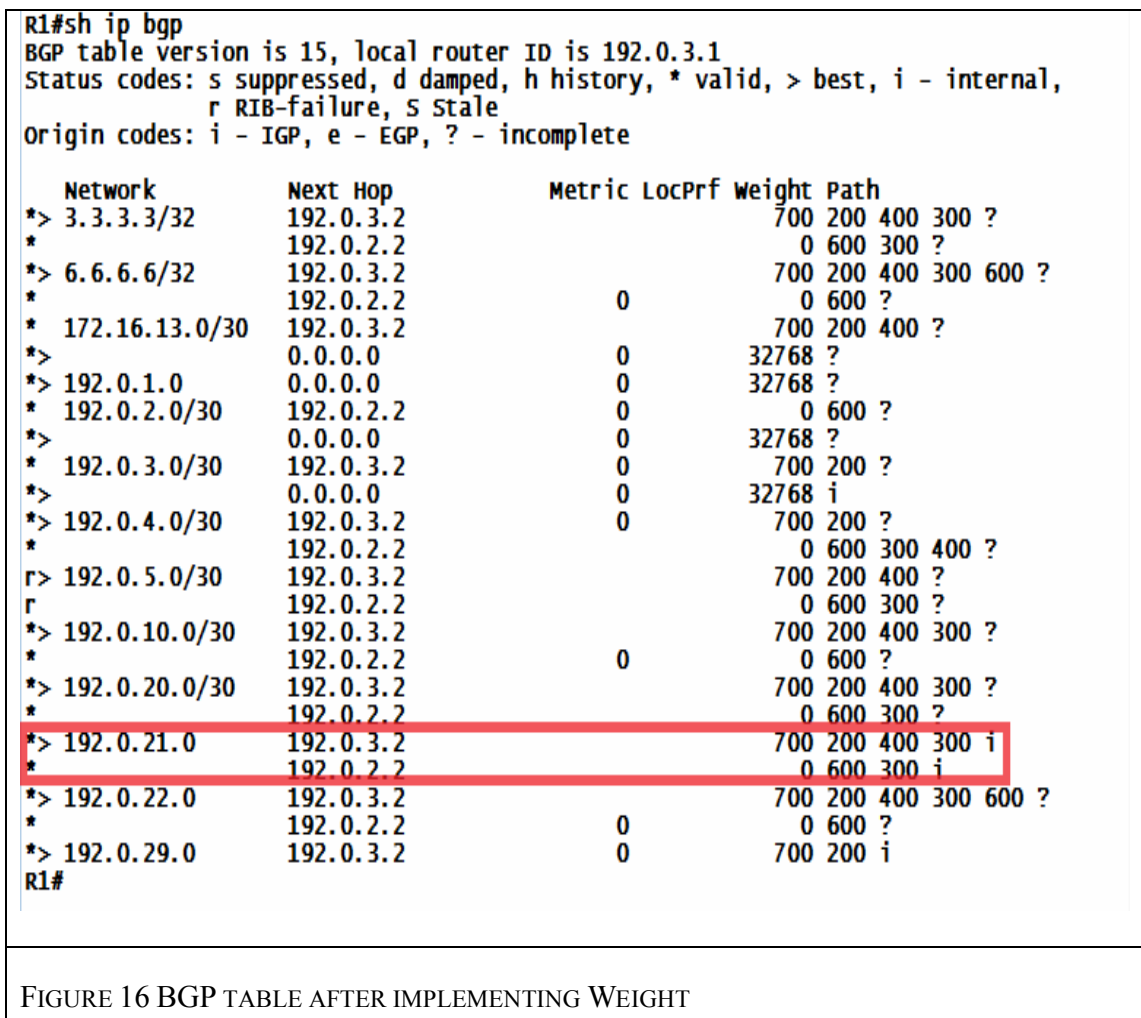 R1#sh ip bgp
BGP table version is 15, local router ID is 192.0.3.1
Status codes: s suppressed, d damped, h history, * valid, > best, i - internal,
r RIB-failure, S Stale
Origin codes: i - IGP, e - EGP, ? - incomplete
Network Next Hop Metric LocPrf Weight Path
*> 3.3.3.3/32 192.0.3.2 700 200 400 300 ?
* 192.0.2.2 0 600 300 ?
*> 6.6.6.6/32 192.0.3.2 700 200 400 300 600 ?
* 192.0.2.2 0 0 600 ?
* 172.16.13.0/30 192.0.3.2 700 200 400 ?
*> 0.0.0.0 0 32768 ?
*> 192.0.1.0 0.0.0.0 0 32768 ?
* 192.0.2.0/30 192.0.2.2 0 0 600 ?
*> 0.0.0.0 0 32768 ?
* 192.0.3.0/30 192.0.3.2 0 700 200 ?
*> 0.0.0.0 0 32768 i
*> 192.0.4.0/30 192.0.3.2 0 700 200 ?
* 192.0.2.2 0 600 300 400 ?
r> 192.0.5.0/30 192.0.3.2 700 200 400 ?
r 192.0.2.2 0 600 300 ?
*> 192.0.10.0/30 192.0.3.2 700 200 400 300 ?
* 192.0.2.2 0 0 600 ?
*> 192.0.20.0/30 192.0.3.2 700 200 400 300 ?
* 192.0.2.2 0 600 300 ?
*> 192.0.21.0 192.0.3.2 700 200 400 300 i
* 192.0.2.2 0 600 300 i
*> 192.0.22.0 192.0.3.2 700 200 400 300 600 ?
* 192.0.2.2 0 0 600 ?
*> 192.0.29.0 192.0.3.2 0 700 200 i
R1#
FIGURE 16 BGP TABLE AFTER IMPLEMENTING WEIGHT